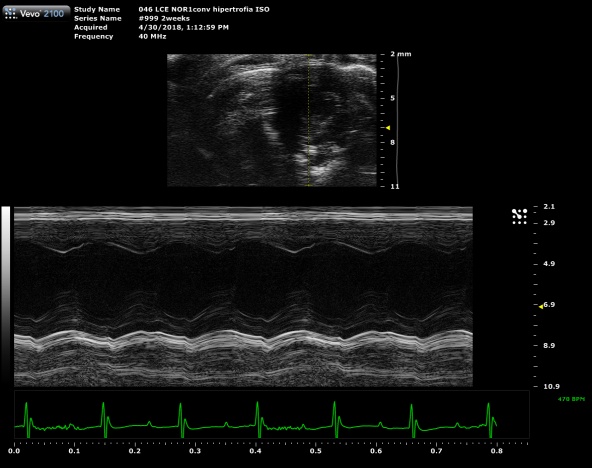 Vevo 2100
Study Name 046 LCE NOR1conv hipertrofia ISO
Series Name #999 2weeks
Acquired 4/30/2018, 1:12:59 PM
Frequency 40 MHz
2 mm
5
8
11
2.1
2.9
4.9
6.9
8.9
10.9
470 BPM
0.0 0.1 0.2 0.3 0.4 0.5 0.6 0.7 0.8